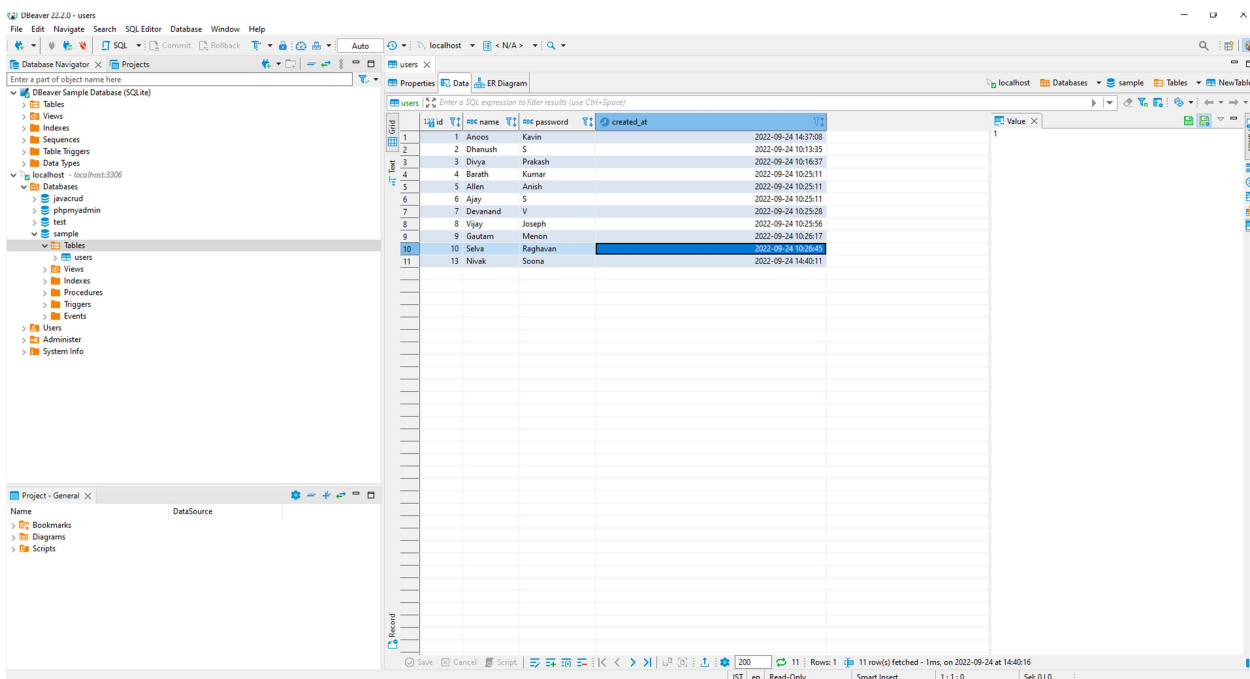 DBeaver 22.2.0 - users
File Edit Navigate Search SQL Editor Database Window Help
SQL Commit Rollback Auto localhost < N/A >
Database Navigator Projects
Enter a part of object name here
DBeaver Sample Database (SQLite)
Tables
Views
Indexes
Sequences
Table Triggers
Data Types
localhost - localhost:3306
Databases
javacrud
phpmyadmin
test
sample
Tables
users
Views
Indexes
Procedures
Triggers
Events
Users
Administer
System Info
Project - General
Name DataSource
Bookmarks
Diagrams
Scripts
users
Properties Data ER Diagram localhost Databases sample Tables NewTable
users Enter a SQL expression to filter results (use Ctrl+Space)
Grid
Text
Record
123 id ABC name ABC password created_at
1 1 Anoos Kavin 2022-09-24 14:37:08
2 2 Dhanush S 2022-09-24 10:13:35
3 3 Divya Prakash 2022-09-24 10:16:37
4 4 Barath Kumar 2022-09-24 10:25:11
5 5 Allen Anish 2022-09-24 10:25:11
6 6 Ajay S 2022-09-24 10:25:11
7 7 Devanand V 2022-09-24 10:25:28
8 8 Vijay Joseph 2022-09-24 10:25:56
9 9 Gautam Menon 2022-09-24 10:26:17
10 10 Selva Raghavan 2022-09-24 10:26:45
11 13 Nivak Soona 2022-09-24 14:40:11
Value
1
Save Cancel Script 200 11 Rows: 1 11 row(s) fetched - 1ms, on 2022-09-24 at 14:40:16
IST en Read-Only Smart Insert 1 : 1 : 0 Sel: 0 | 0